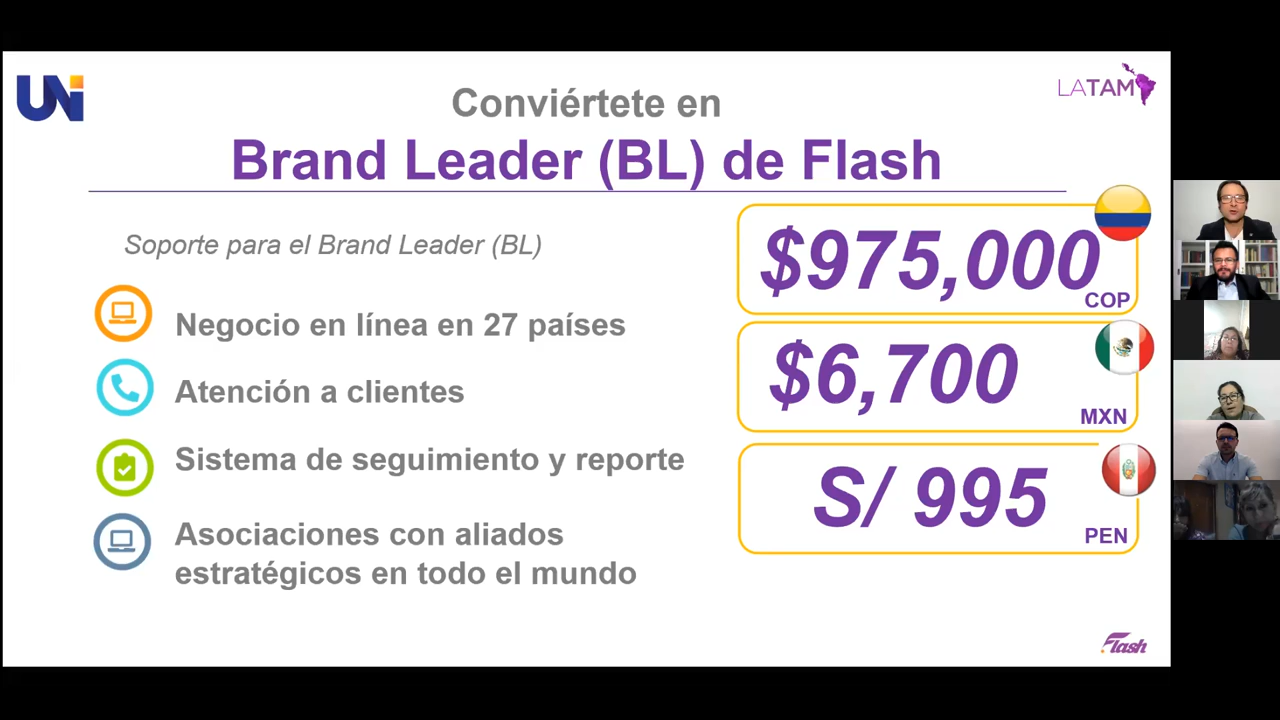 UNi
LATAM
Conviértete en
Brand Leader (BL) de Flash
Soporte para el Brand Leader (BL)
Negocio en línea en 27 países
Atención a clientes
Sistema de seguimiento y reporte
Asociaciones con aliados
estratégicos en todo el mundo
$975,000
COP
$6,700
MXN
S/ 995
PEN
Flash